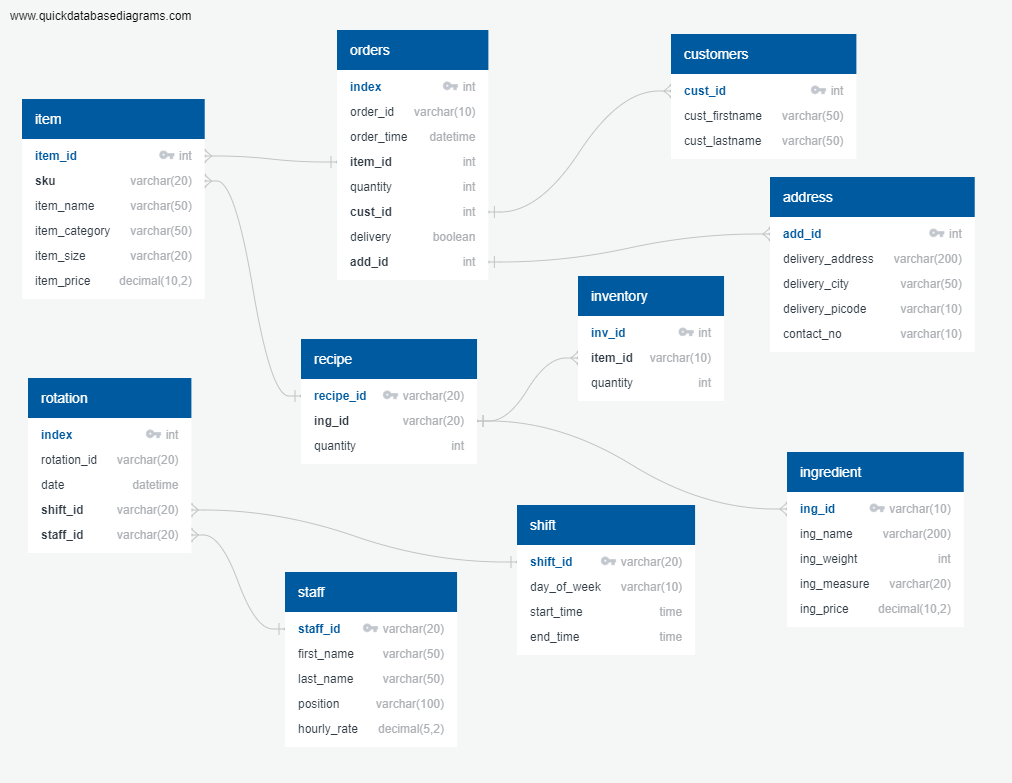 www.quickdatabasediagrams.com
orders
index int
order_id varchar(10)
order_time datetime
item_id int
quantity int
cust_id int
delivery boolean
add_id int
customers
cust_id int
cust_firstname varchar(50)
cust_lastname varchar(50)
item
item_id int
sku varchar(20)
item_name varchar(50)
item_category varchar(50)
item_size varchar(20)
item_price decimal(10,2)
address
add_id int
delivery_address varchar(200)
delivery_city varchar(50)
delivery_picode varchar(10)
contact_no varchar(10)
inventory
inv_id int
item_id varchar(10)
quantity int
recipe
recipe_id varchar(20)
ing_id varchar(20)
quantity int
rotation
index int
rotation_id varchar(20)
date datetime
shift_id varchar(20)
staff_id varchar(20)
ingredient
ing_id varchar(10)
ing_name varchar(200)
ing_weight int
ing_measure varchar(20)
ing_price decimal(10,2)
shift
shift_id varchar(20)
day_of_week varchar(10)
start_time time
end_time time
staff
staff_id varchar(20)
first_name varchar(50)
last_name varchar(50)
position varchar(100)
hourly_rate decimal(5,2)